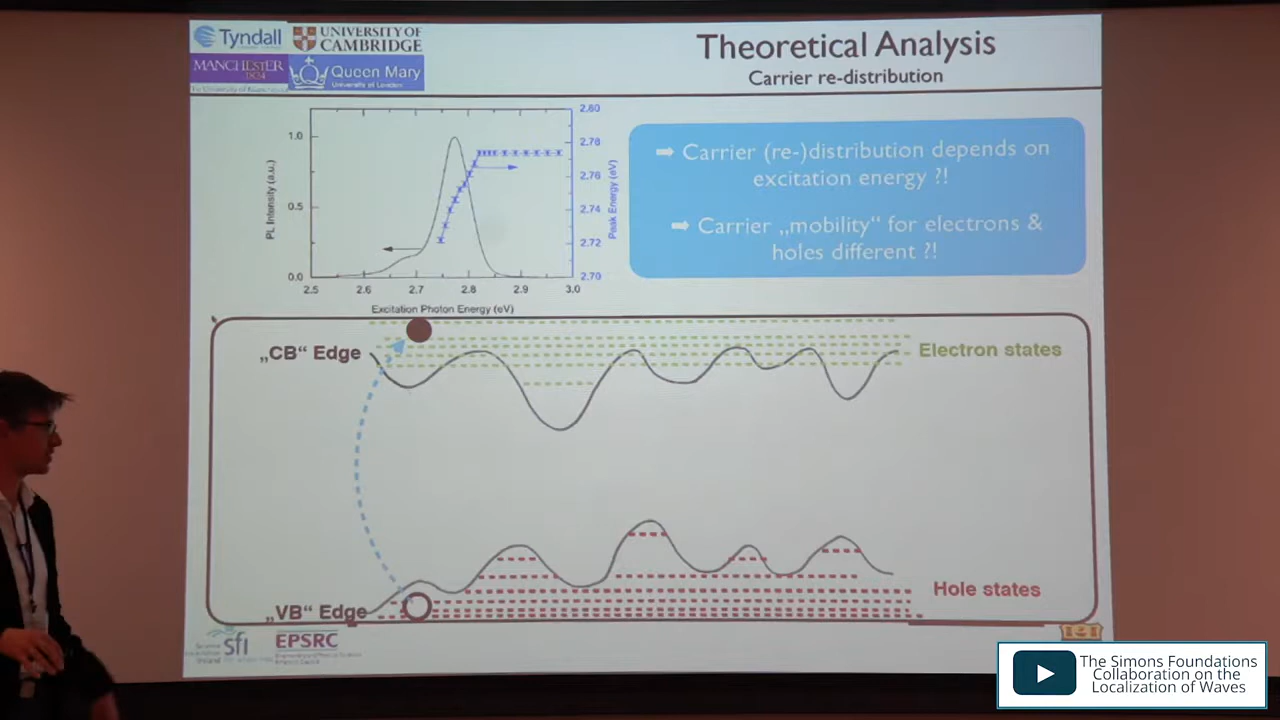 Tyndall
UNIVERSITY OF
CAMBRIDGE
MANCHESTER
1824
Queen Mary
University of London
Theoretical Analysis
Carrier re-distribution
PL Intensity (a.u.)
1.0
0.5
0.0
2.5 2.6 2.7 2.8 2.9 3.0
Excitation Photon Energy (eV)
2.80
2.78
2.76
2.74
2.72
2.70
Peak Energy (eV)
➡ Carrier (re-)distribution depends on
excitation energy ?!
➡ Carrier „mobility“ for electrons &
holes different ?!
„CB“ Edge
Electron states
Hole states
„VB“ Edge
sfi
EPSRC
The Simons Foundations
Collaboration on the
Localization of Waves